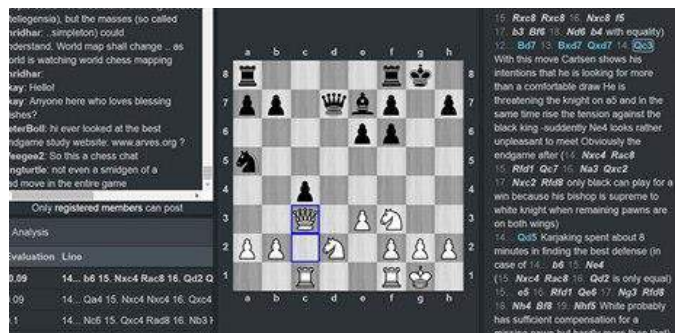 tellegensia), but the masses (so called
hridhar: ..simpleton) could
nderstand. World map shall change .. as
orld is watching world chess mapping
hridhar:
kay: Hello!
kay: Anyone here who loves blessing
shes?
eterBoll: hi ever looked at the best
ndgame study website: www.arves.org ?
eegee2: So this a chess chat
ngturtle: not even a smidgen of a
ad move in the entire game
Only registered members can post
Analysis
Evaluation Line
0.09 14... b6 15. Nxc4 Rac8 16. Qd2 Q
.09 14... Qa4 15. Nxc4 Nxc4 16. Qxc4
.1 14... Nc6 15. Qxc4 Rad8 16. Nb3
a b c d e f g h
8 8
7 7
6 6
5 5
4 4
3 3
2 2
1 1
a b c d e f g h
15. Rxc8 Rxc8 16. Nxc8 f5
17. b3 Bf6 18. Nd6 b4 with equality)
12... Bd7 13. Bxd7 Qxd7 14. Qc3
With this move Carlsen shows his
intentions that he is looking for more
than a comfortable draw He is
threatening the knight on a5 and in the
same time rise the tension against the
black king -suddenly Ne4 looks rather
unpleasant to meet Obviously the
endgame after (14. Nxc4 Rac8
15. Rfd1 Qc7 16. Na3 Qxc2
17. Nxc2 Rfd8 only black can play for a
win because his bishop is supreme to
white knight when remaining pawns are
on both wings)
14... Qd5 Karjaking spent about 8
minutes in finding the best defense (in
case of 14... b6 15. Ne4
(15. Nxc4 Rac8 16. Qd2 is only equal)
15... e5 16. Rfd1 Qe6 17. Ng3 Rfd8
18. Nh4 Bf8 19. Nhf5 White probably
has sufficient compensation for a